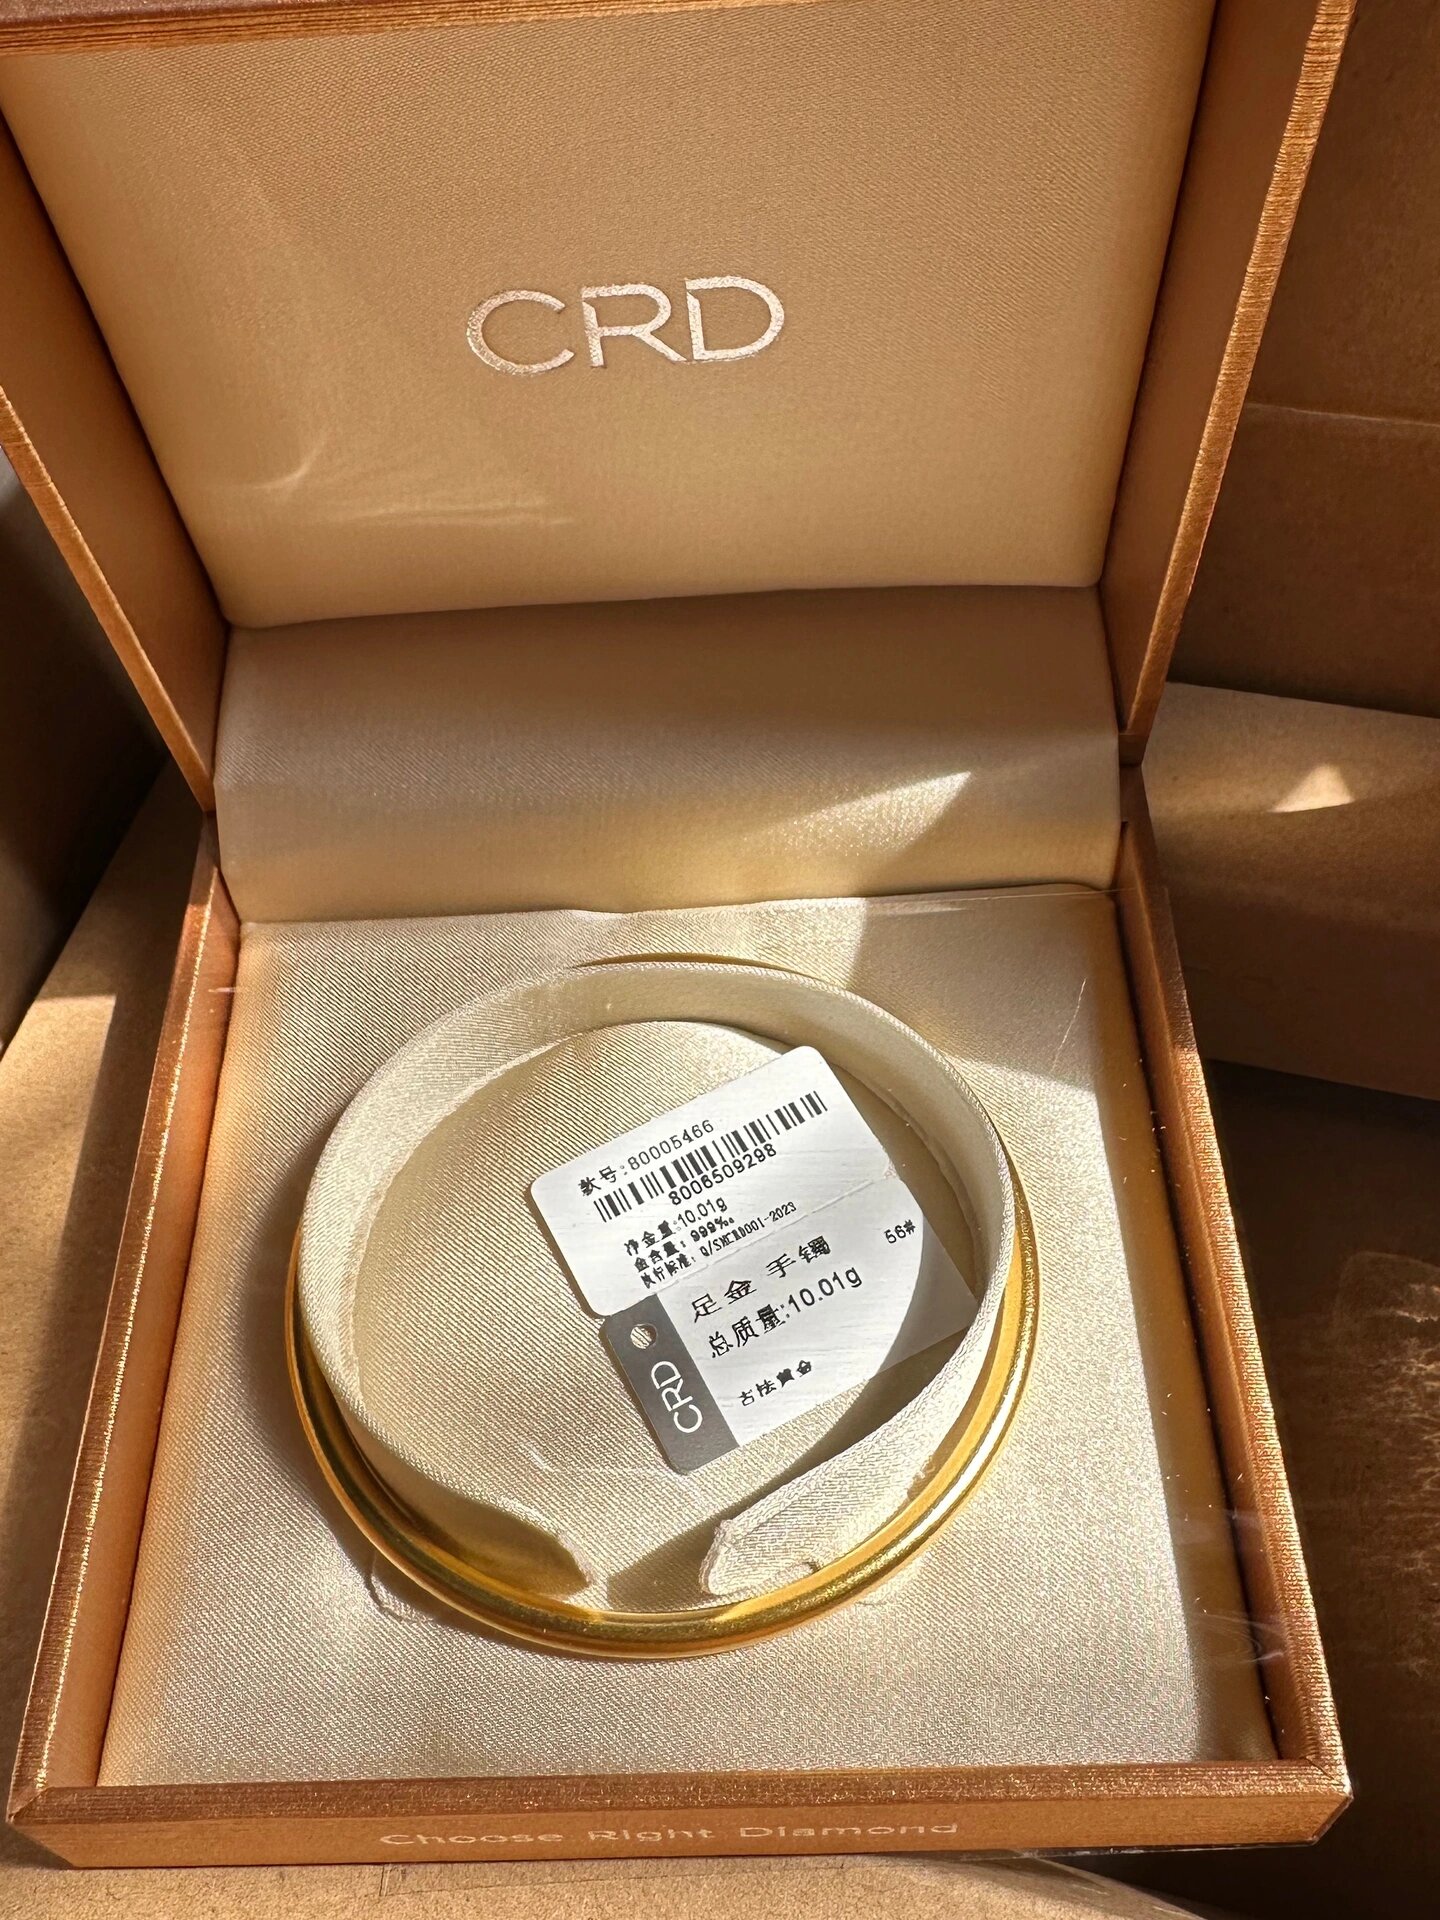 CRD
款号:80005466
8006509298
净金重:10.01g
金含量: 999‰
执行标准: Q/SMCRD001-2023
足金 手镯
56#
总质量:10.01g
古法黄金
CRD
Choose Right Diamond